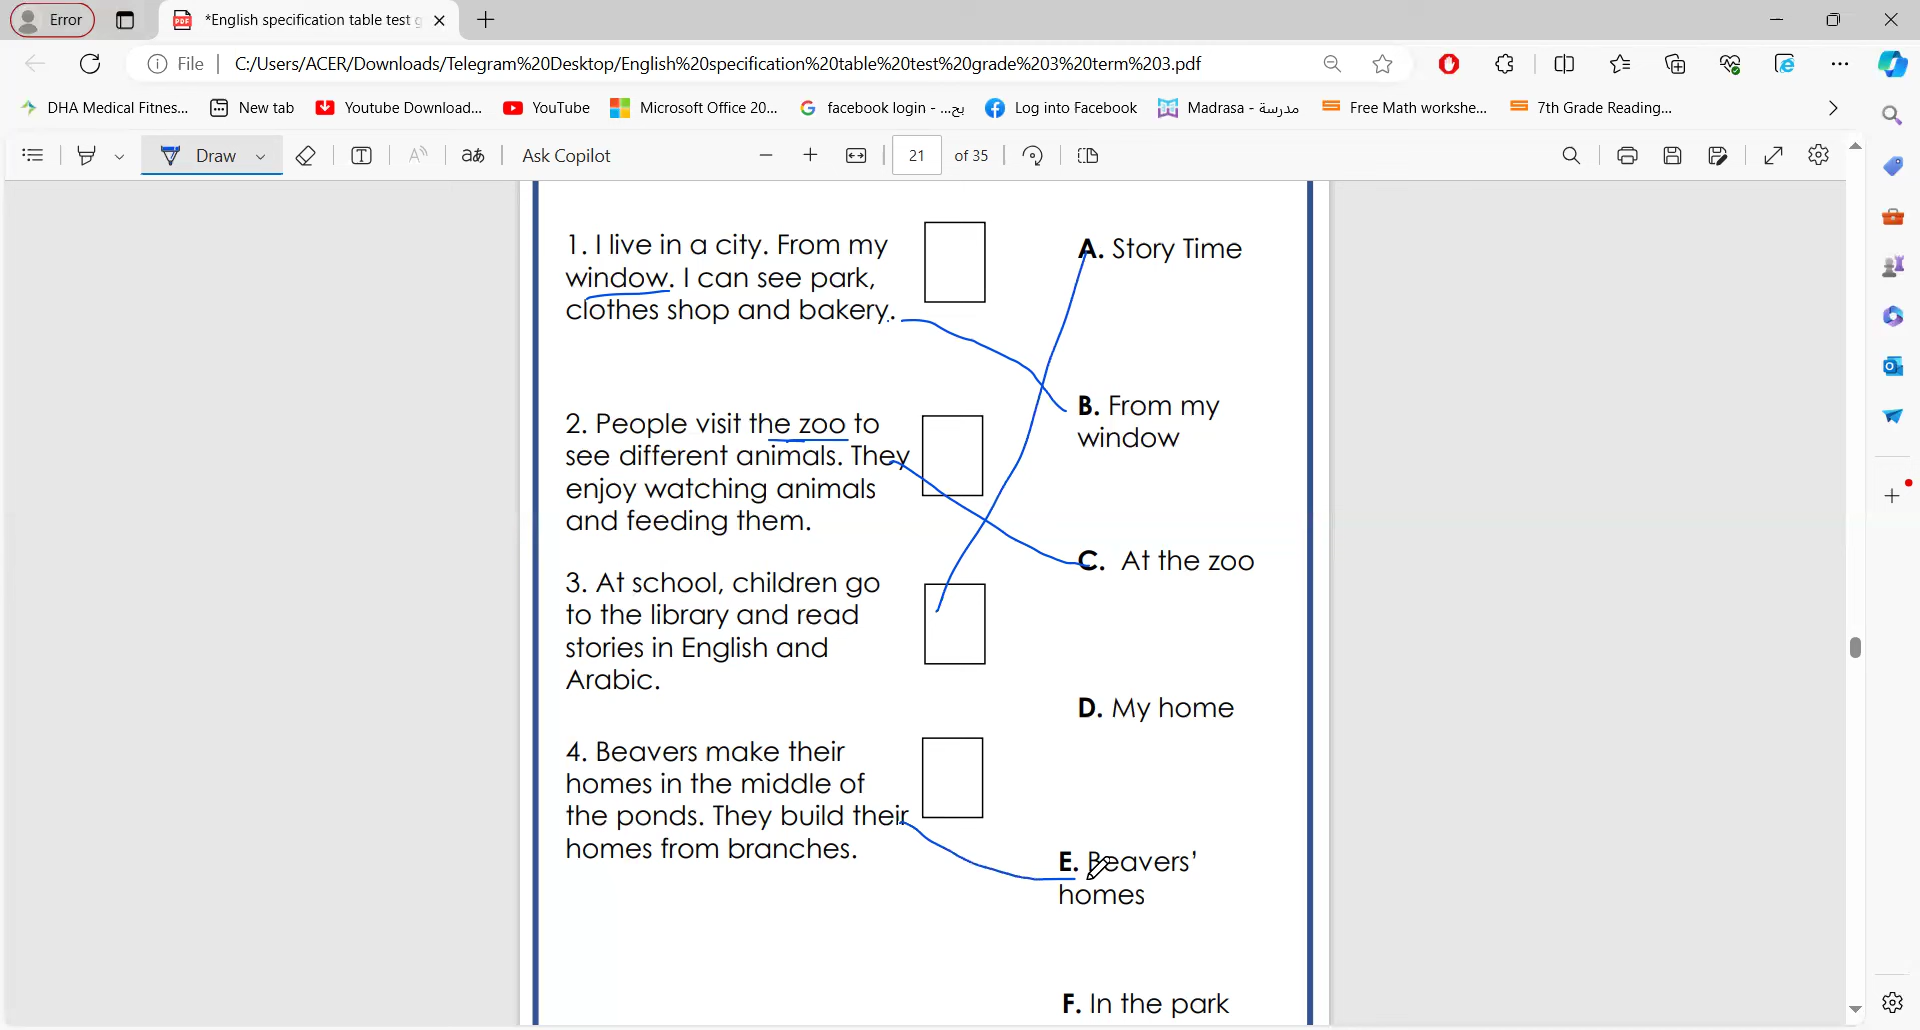 Error
*English specification table test g
File
C:/Users/ACER/Downloads/Telegram%20Desktop/English%20specification%20table%20test%20grade%203%20term%203.pdf
DHA Medical Fitnes...
New tab
Youtube Download...
YouTube
Microsoft Office 20...
facebook login - ...بح
Log into Facebook
Madrasa - مدرسة
Free Math workshe...
7th Grade Reading...
Draw
Ask Copilot
21 of 35
1. I live in a city. From my
window. I can see park,
clothes shop and bakery.
A. Story Time
B. From my
window
2. People visit the zoo to
see different animals. They
enjoy watching animals
and feeding them.
C. At the zoo
3. At school, children go
to the library and read
stories in English and
Arabic.
D. My home
4. Beavers make their
homes in the middle of
the ponds. They build their
homes from branches.
E. Beavers’
homes
F. In the park